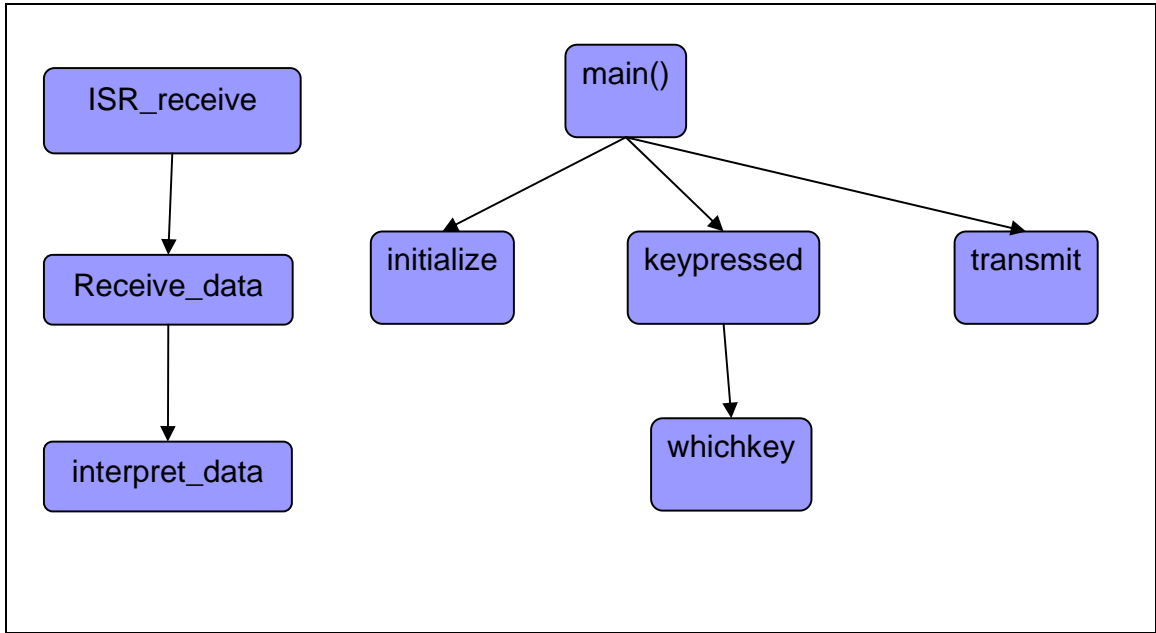 ISR_receive
Receive_data
interpret_data
main()
initialize
keypressed
transmit
whichkey